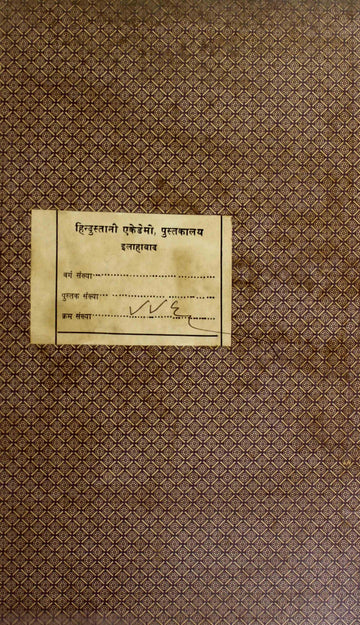 हिन्दुस्तानी एकेडेमी, पुस्तकालय
इलाहाबाद
वर्ग संख्या
पुस्तक संख्या
क्रम संख्या